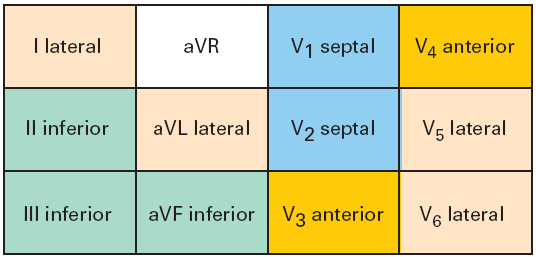 I lateral
aVR
V1 septal
V4 anterior
II inferior
aVL lateral
V2 septal
V5 lateral
III inferior
aVF inferior
V3 anterior
V6 lateral